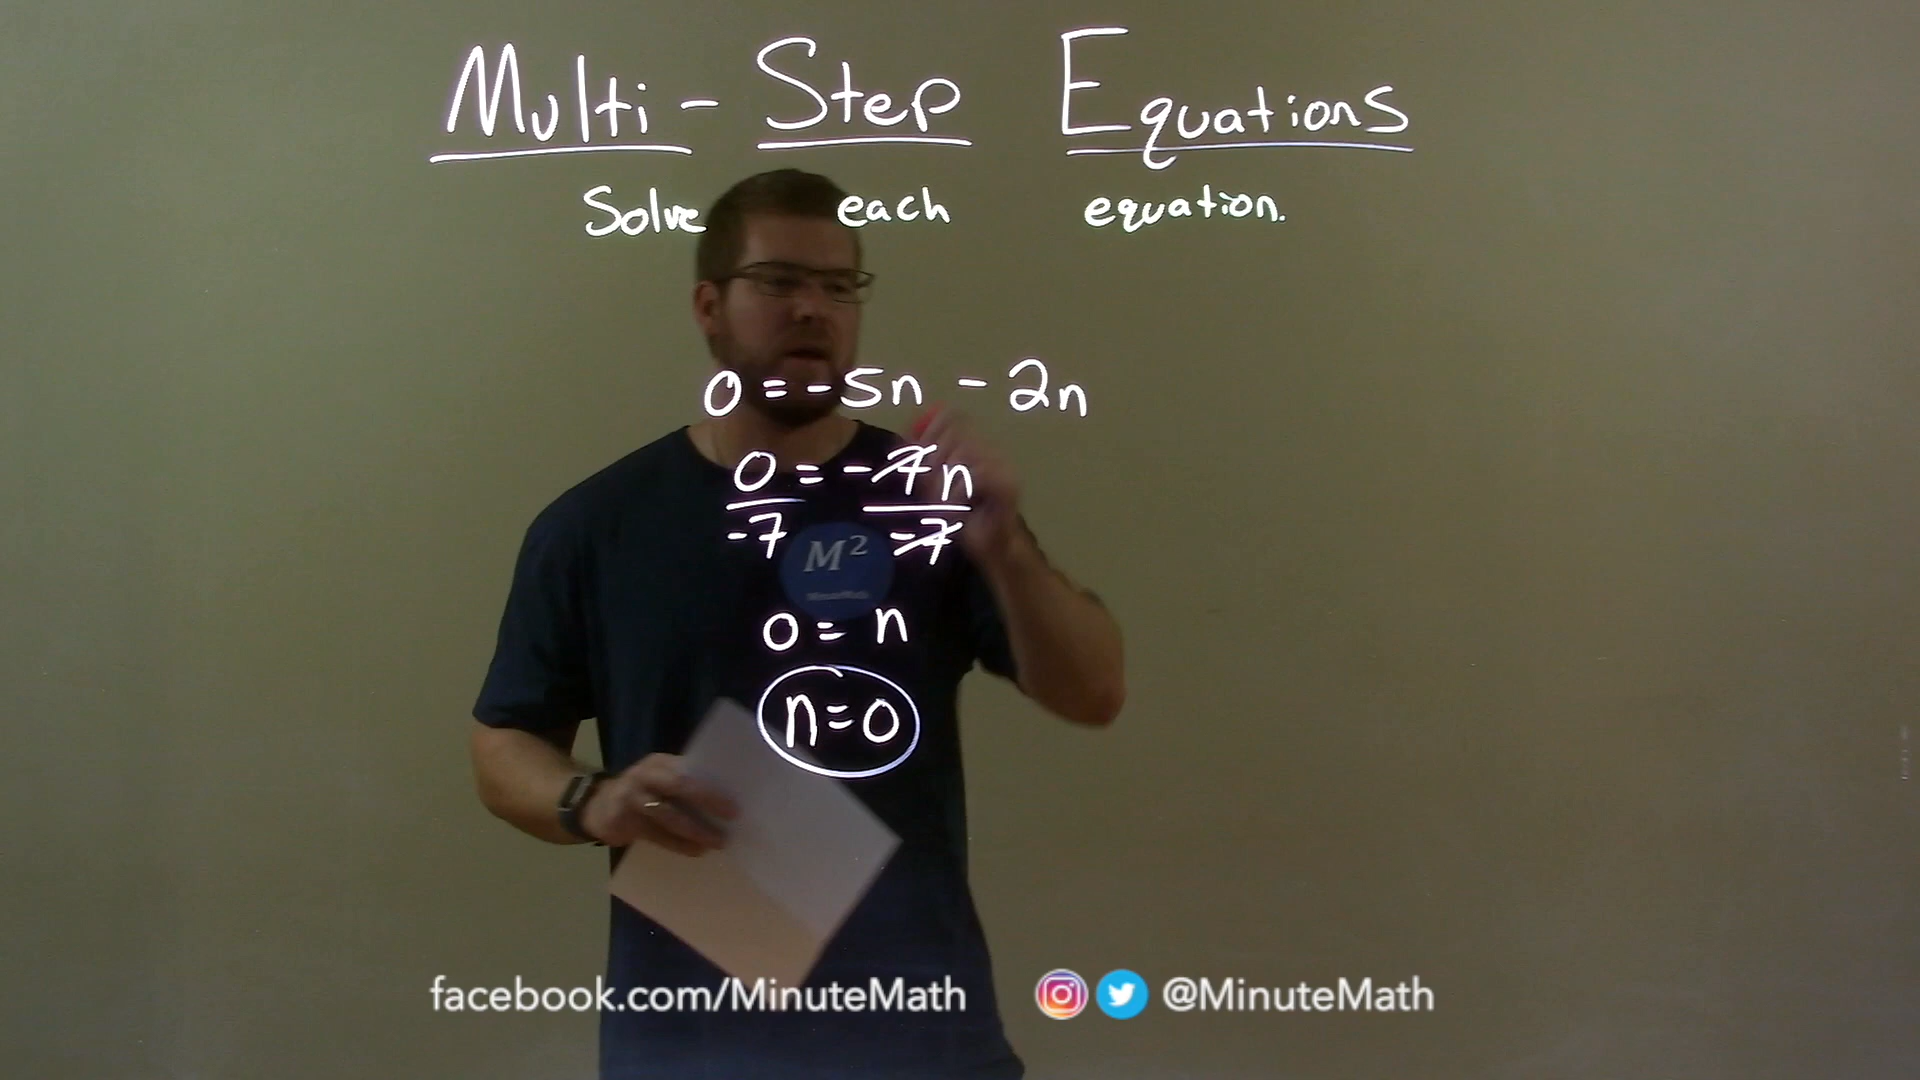 Multi-Step Equations
Solve each equation.
0 = -5n - 2n
0 = -7n
-7 -7
M²
MinuteMath
0 = n
n = 0
facebook.com/MinuteMath @MinuteMath